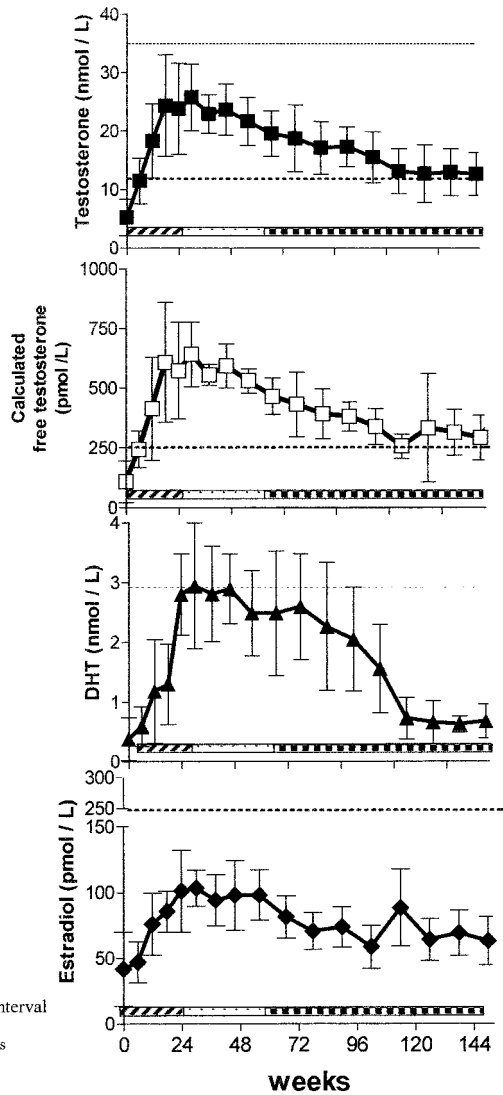 Testosterone (nmol / L)
40
30
20
10
0
Calculated
free testosterone
(pmol /L)
1000
750
500
250
0
DHT (nmol / L)
4
3
2
1
0
Estradiol (pmol / L)
300
250
150
100
50
0
nterval
s
0 24 48 72 96 120 144
weeks